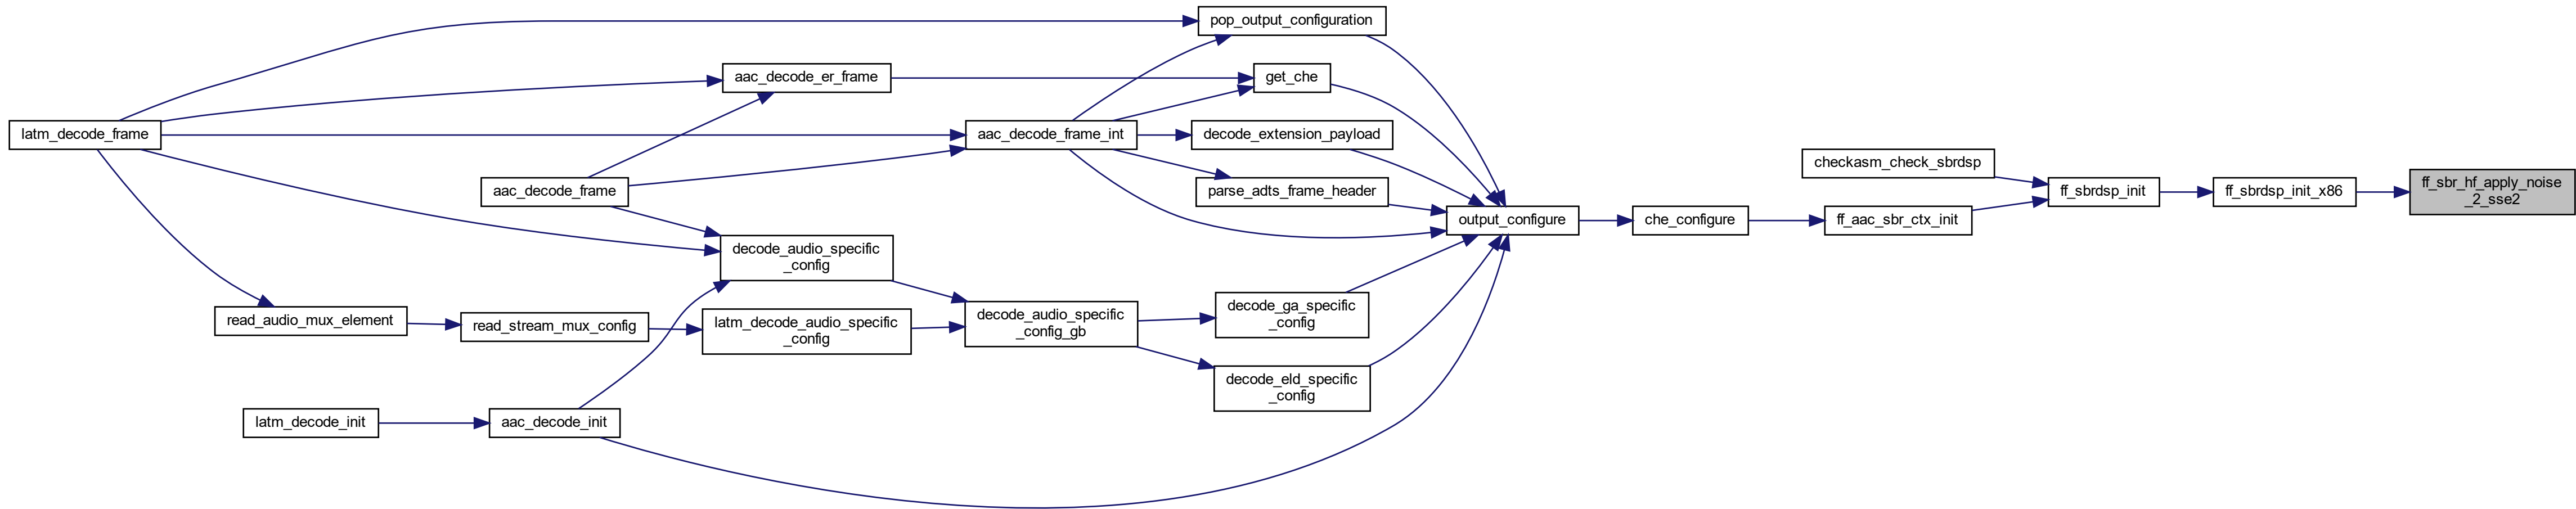 pop_output_configuration
aac_decode_er_frame
get_che
latm_decode_frame
aac_decode_frame_int
decode_extension_payload
checkasm_check_sbrdsp
aac_decode_frame
parse_adts_frame_header
ff_sbrdsp_init
ff_sbrdsp_init_x86
ff_sbr_hf_apply_noise
_2_sse2
output_configure
che_configure
ff_aac_sbr_ctx_init
decode_audio_specific
_config
read_audio_mux_element
read_stream_mux_config
latm_decode_audio_specific
_config
decode_audio_specific
_config_gb
decode_ga_specific
_config
decode_eld_specific
_config
latm_decode_init
aac_decode_init